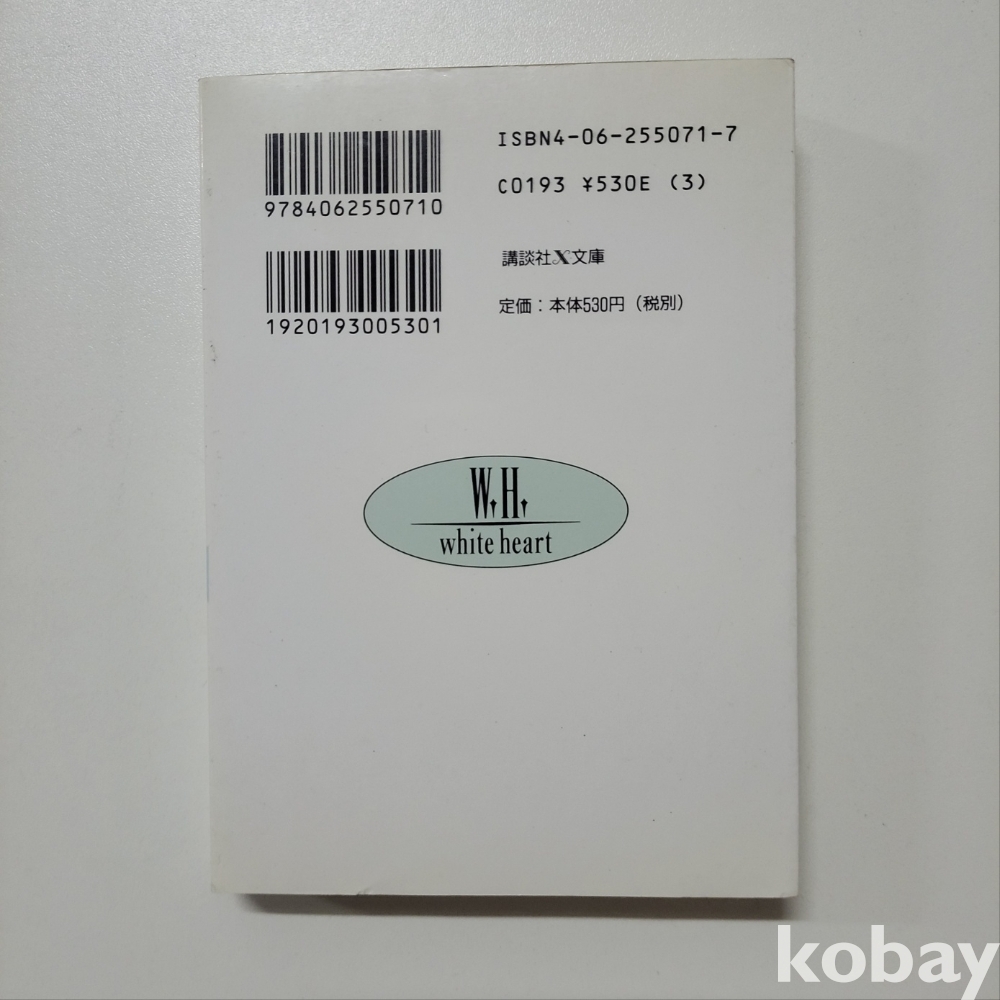 ISBN4-06-255071-7
C0193 ¥530E (3)
9784062550710
講談社X文庫
定価：本体530円（税別）
1920193005301
W.H.
white heart
kobay